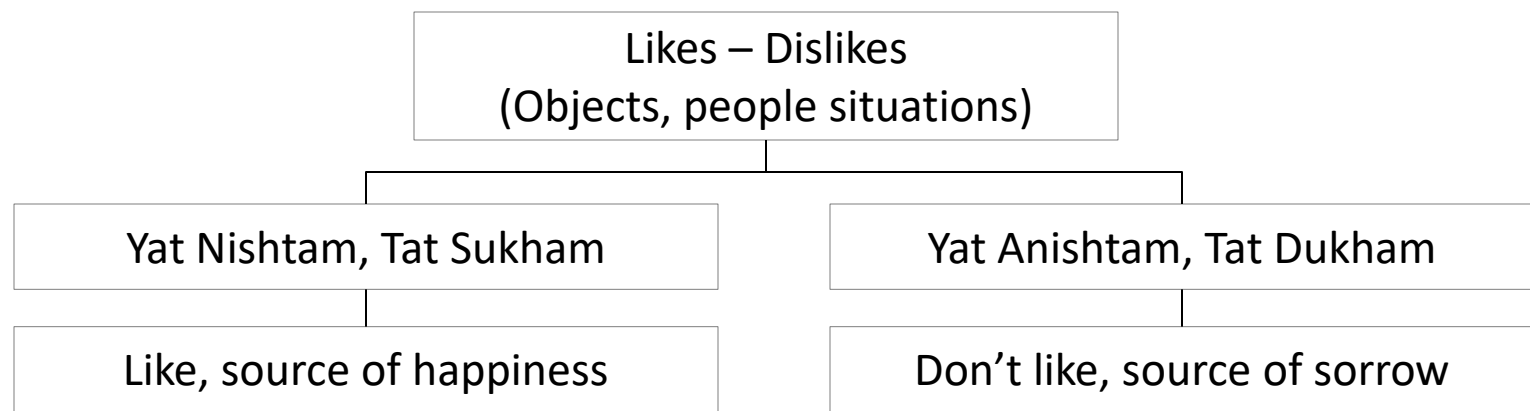 Likes – Dislikes
(Objects, people situations)
Yat Nishtam, Tat Sukham
Yat Anishtam, Tat Dukham
Like, source of happiness
Don’t like, source of sorrow